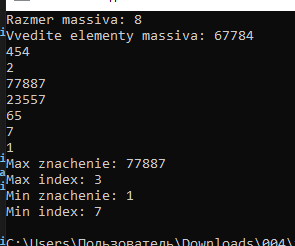 Razmer massiva: 8
Vvedite elementy massiva: 67784
454
2
77887
23557
65
7
1
Max znachenie: 77887
Max index: 3
Min znachenie: 1
Min index: 7
C:\Users\Пользователь\Downloads\004\